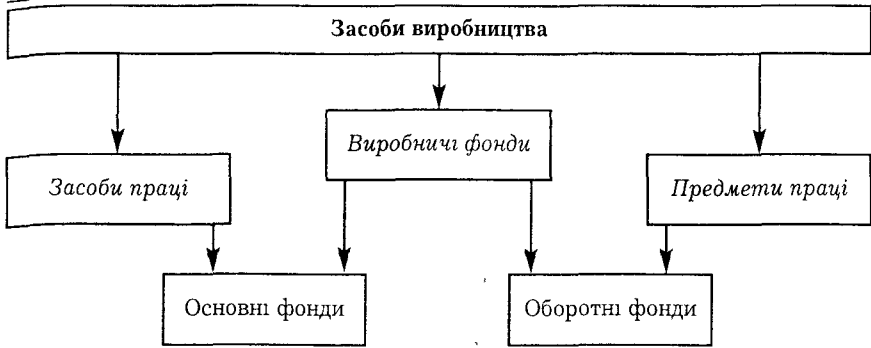 Засоби виробництва
Виробничі фонди
Засоби праці
Предмети праці
Основні фонди
Оборотні фонди